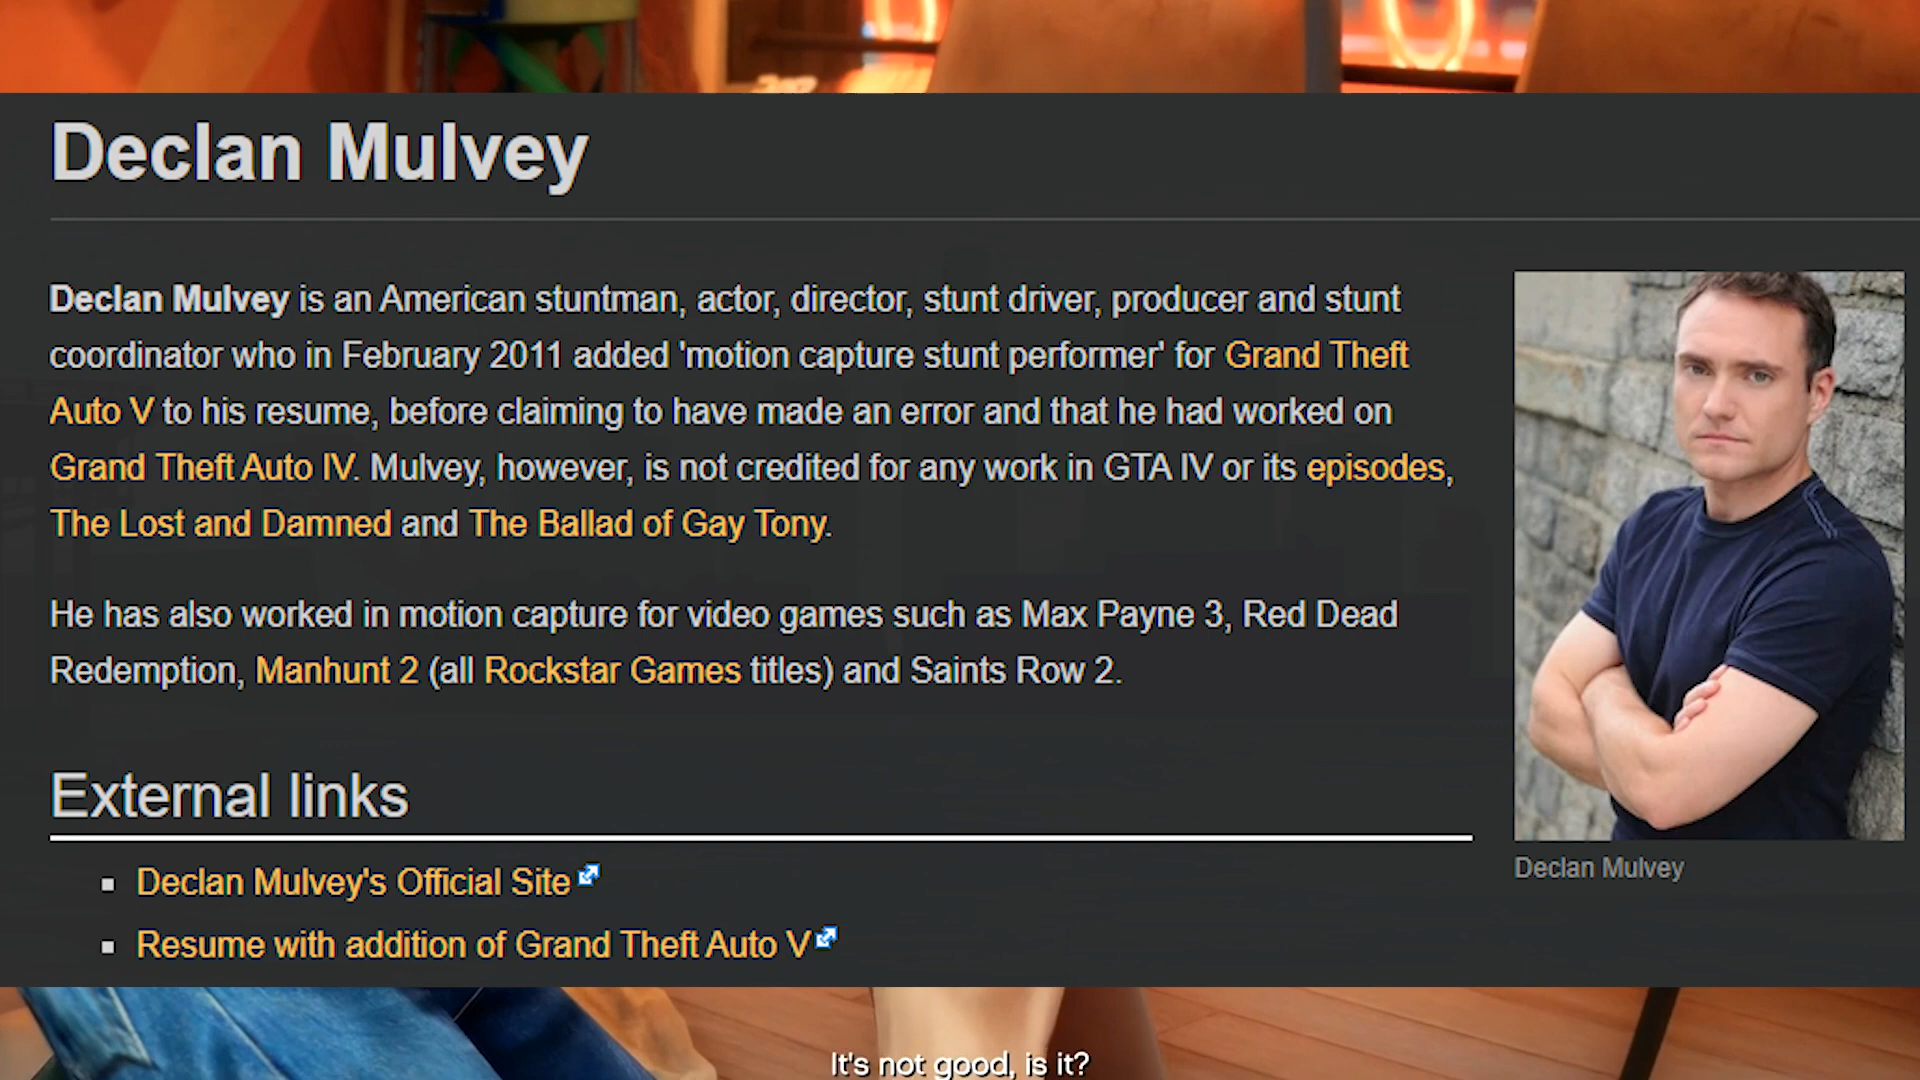 Declan Mulvey
Declan Mulvey is an American stuntman, actor, director, stunt driver, producer and stunt
coordinator who in February 2011 added 'motion capture stunt performer' for Grand Theft
Auto V to his resume, before claiming to have made an error and that he had worked on
Grand Theft Auto IV. Mulvey, however, is not credited for any work in GTA IV or its episodes,
The Lost and Damned and The Ballad of Gay Tony.
He has also worked in motion capture for video games such as Max Payne 3, Red Dead
Redemption, Manhunt 2 (all Rockstar Games titles) and Saints Row 2.
Declan Mulvey
External links
Declan Mulvey's Official Site
Resume with addition of Grand Theft Auto V
It's not good, is it?